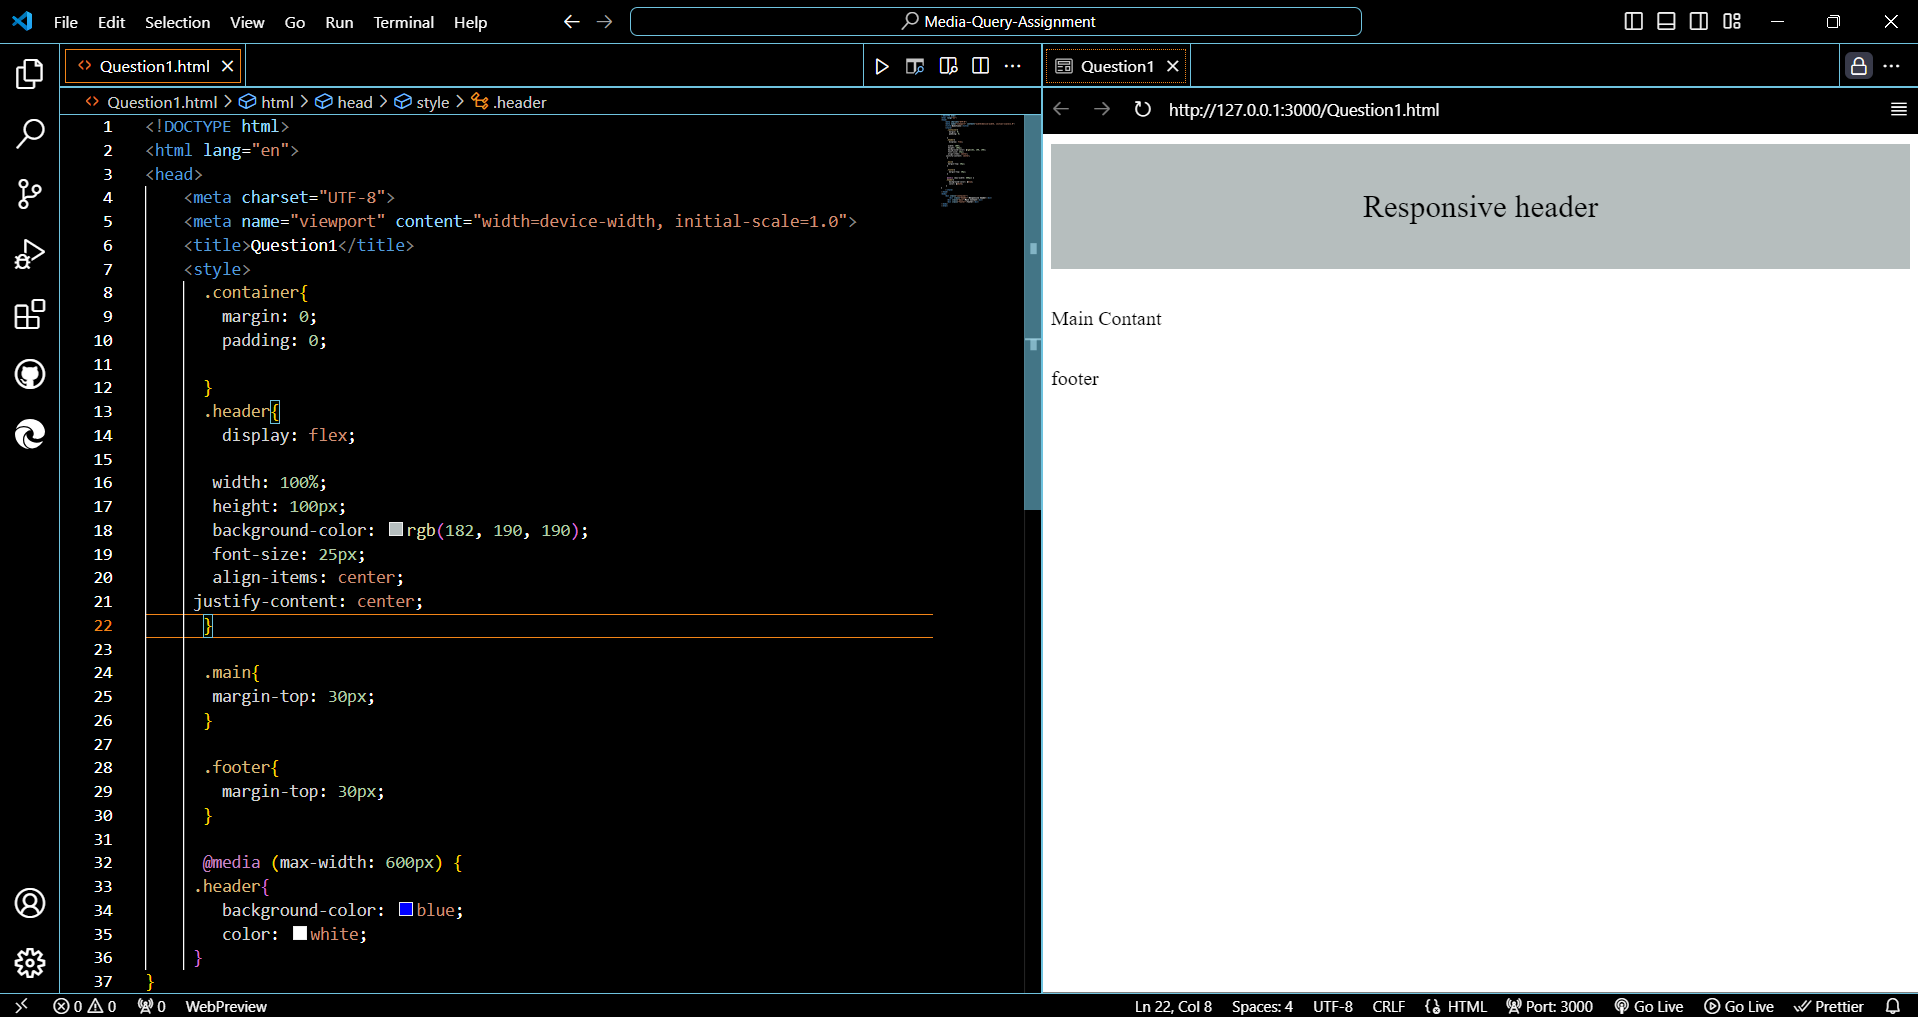 File Edit Selection View Go Run Terminal Help
Media-Query-Assignment
Question1.html
Question1.html > html > head > style > .header
1 <!DOCTYPE html>
2 <html lang="en">
3 <head>
4 <meta charset="UTF-8">
5 <meta name="viewport" content="width=device-width, initial-scale=1.0">
6 <title>Question1</title>
7 <style>
8 .container{
9 margin: 0;
10 padding: 0;
11
12 }
13 .header{
14 display: flex;
15
16 width: 100%;
17 height: 100px;
18 background-color: rgb(182, 190, 190);
19 font-size: 25px;
20 align-items: center;
21 justify-content: center;
22 }
23
24 .main{
25 margin-top: 30px;
26 }
27
28 .footer{
29 margin-top: 30px;
30 }
31
32 @media (max-width: 600px) {
33 .header{
34 background-color: blue;
35 color: white;
36 }
37 }
Question1
http://127.0.0.1:3000/Question1.html
Responsive header
Main Contant
footer
0 0 0 WebPreview Ln 22, Col 8 Spaces: 4 UTF-8 CRLF HTML Port: 3000 Go Live Go Live Prettier